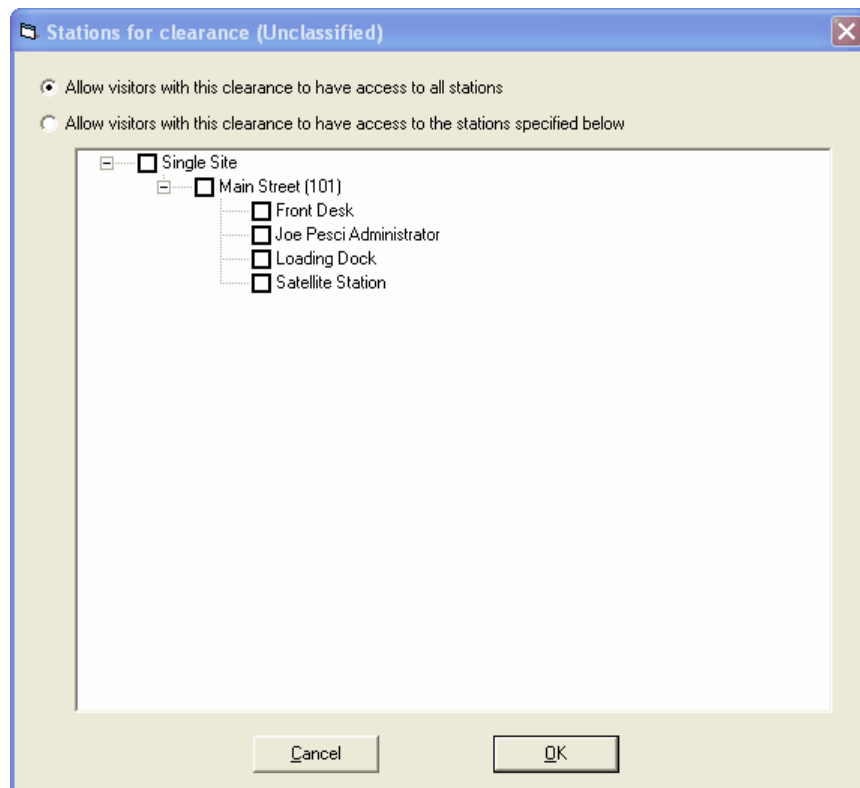 Stations for clearance (Unclassified)
Allow visitors with this clearance to have access to all stations
Allow visitors with this clearance to have access to the stations specified below
Single Site
Main Street (101)
Front Desk
Joe Pesci Administrator
Loading Dock
Satellite Station
Cancel OK